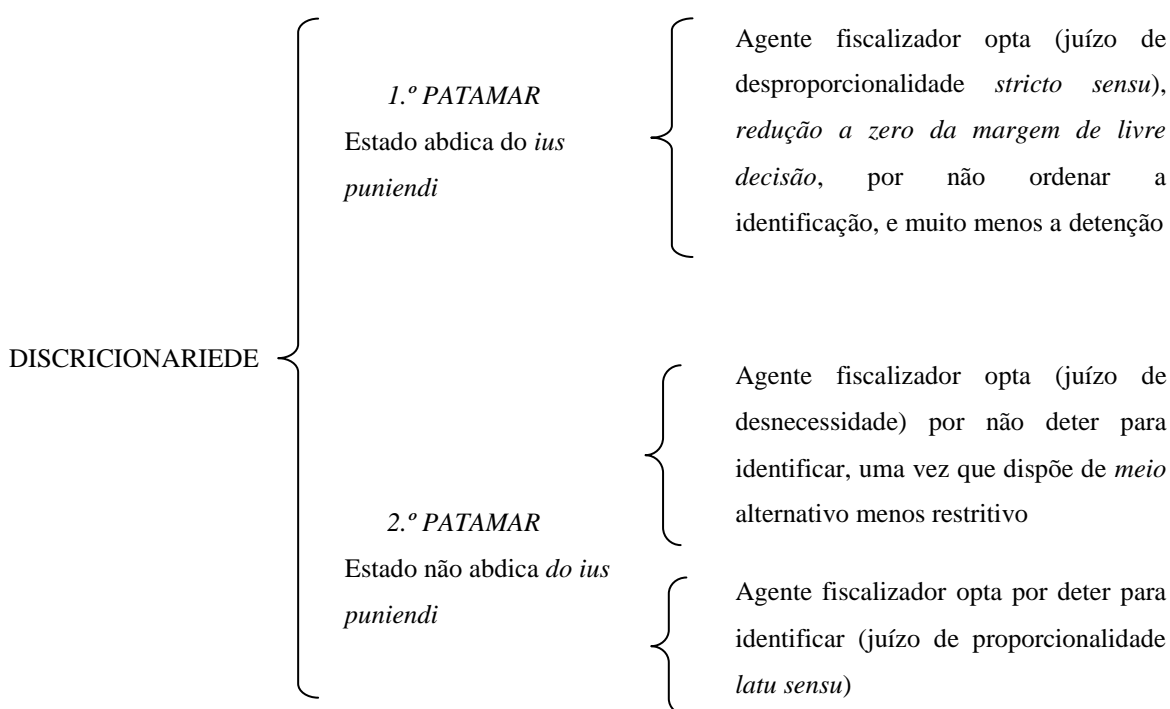 Agente fiscalizador opta (juízo de
desproporcionalidade stricto sensu),
redução a zero da margem de livre
decisão, por não ordenar a
identificação, e muito menos a detenção
1.º PATAMAR
Estado abdica do ius
puniendi
DISCRICIONARIEDE
Agente fiscalizador opta (juízo de
desnecessidade) por não deter para
identificar, uma vez que dispõe de meio
alternativo menos restritivo
2.º PATAMAR
Estado não abdica do ius
puniendi
Agente fiscalizador opta por deter para
identificar (juízo de proporcionalidade
latu sensu)